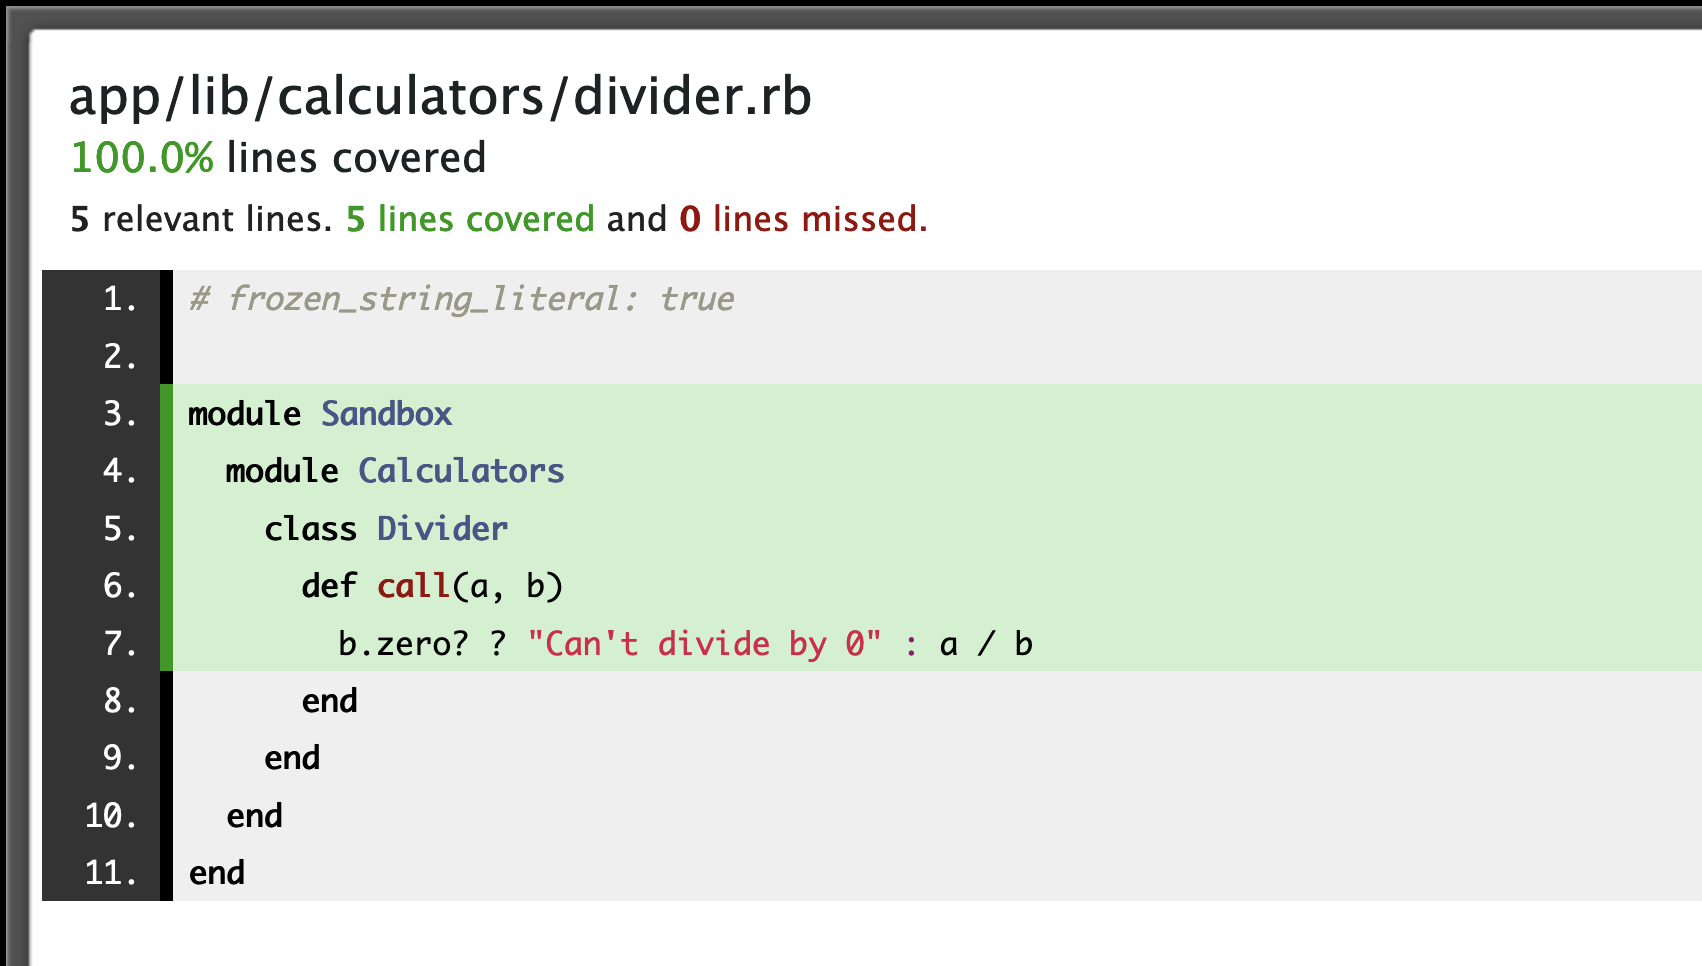 app/lib/calculators/divider.rb
100.0% lines covered
5 relevant lines. 5 lines covered and 0 lines missed.
1. # frozen_string_literal: true
2.
3. module Sandbox
4. module Calculators
5. class Divider
6. def call(a, b)
7. b.zero? ? "Can't divide by 0" : a / b
8. end
9. end
10. end
11. end